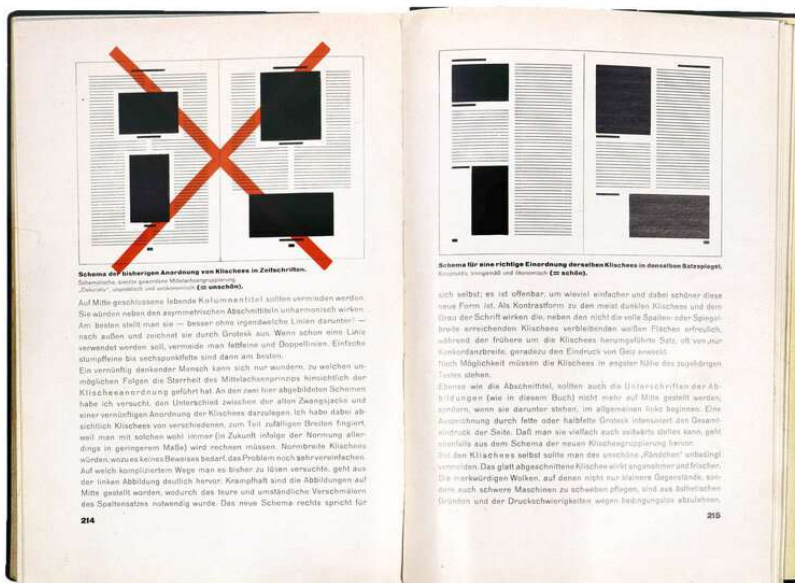 Schema der bisherigen Anordnung von Klischees in Zeitschriften.
Schematische, sinnlos gewordene Mittelachsengruppierung.
„Dekorativ“, unpraktisch und unökonomisch (= unschön).
Auf Mitte geschlossene lebende Kolumnentitel sollten vermieden werden.
Sie würden neben den asymmetrischen Abschnitteln unharmonisch wirken.
Am besten stellt man sie — besser ohne irgendwelche Linien darunter! —
nach außen und zeichnet sie durch Grotesk aus. Wenn schon eine Linie
verwendet werden soll, vermeide man fettfeine und Doppellinien. Einfache
stumpffeine bis sechspunktfette sind dann am besten.
Ein vernünftig denkender Mensch kann sich nur wundern, zu welchen un-
möglichen Folgen die Starrheit des Mittelachsenprinzips hinsichtlich der
Klischeeanordnung geführt hat. An den zwei hier abgebildeten Schemen
habe ich versucht, den Unterschied zwischen der alten Zwangsjacke und
einer vernünftigen Anordnung der Klischees darzulegen. Ich habe dabei ab-
sichtlich Klischees von verschiedenen, zum Teil zufälligen Breiten fingiert,
weil man mit solchen wohl immer (in Zukunft infolge der Normung aller-
dings in geringerem Maße) wird rechnen müssen. Normbreite Klischees
würden, wozu es keines Beweises bedarf, das Problem noch sehr vereinfachen.
Auf welch kompliziertem Wege man es bisher zu lösen versuchte, geht aus
der linken Abbildung deutlich hervor. Krampfhaft sind die Abbildungen auf
Mitte gestellt worden, wodurch das teure und umständliche Verschmälern
des Spaltensatzes notwendig wurde. Das neue Schema rechts spricht für
214
Schema für eine richtige Einordnung derselben Klischees in denselben Satzspiegel.
Konstruktiv, sinngemäß und ökonomisch (= schön).
sich selbst; es ist offenbar, um wieviel einfacher und dabei schöner diese
neue Form ist. Als Kontrastform zu den meist dunklen Klischees und dem
Grau der Schrift wirken die, neben den nicht die volle Spalten- oder Spiegel-
breite erreichenden Klischees verbleibenden weißen Flächen erfreulich,
während der frühere um die Klischees herumgeführte Satz, oft von nur
Konkordanzbreite, geradezu den Eindruck von Geiz erweckt.
Nach Möglichkeit müssen die Klischees in engster Nähe des zugehörigen
Textes stehen.
Ebenso wie die Abschnittitel, sollten auch die Unterschriften der Ab-
bildungen (wie in diesem Buch) nicht mehr auf Mitte gestellt werden,
sondern, wenn sie darunter stehen, im allgemeinen links beginnen. Eine
Auszeichnung durch fette oder halbfette Grotesk intensiviert den Gesamt-
eindruck der Seite. Daß man sie vielfach auch seitwärts stellen kann, geht
ebenfalls aus dem Schema der neuen Klischeegruppierung hervor.
Bei den Klischees selbst sollte man das unschöne „Rändchen“ unbedingt
vermeiden. Das glatt abgeschnittene Klischee wirkt angenehmer und frischer.
Die merkwürdigen Wolken, auf denen nicht nur kleinere Gegenstände, son-
dern auch schwere Maschinen zu schweben pflegen, sind aus ästhetischen
Gründen und der Druckschwierigkeiten wegen bedingungslos abzulehnen.
215